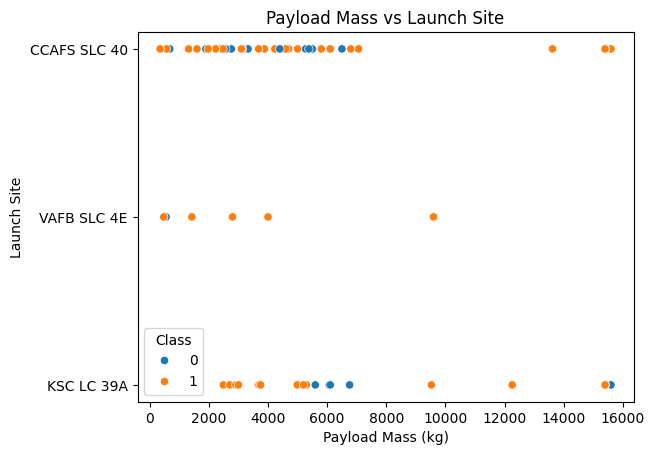 Payload Mass vs Launch Site
CCAFS SLC 40
VAFB SLC 4E
KSC LC 39A
Launch Site
Class
0
1
0 2000 4000 6000 8000 10000 12000 14000 16000
Payload Mass (kg)